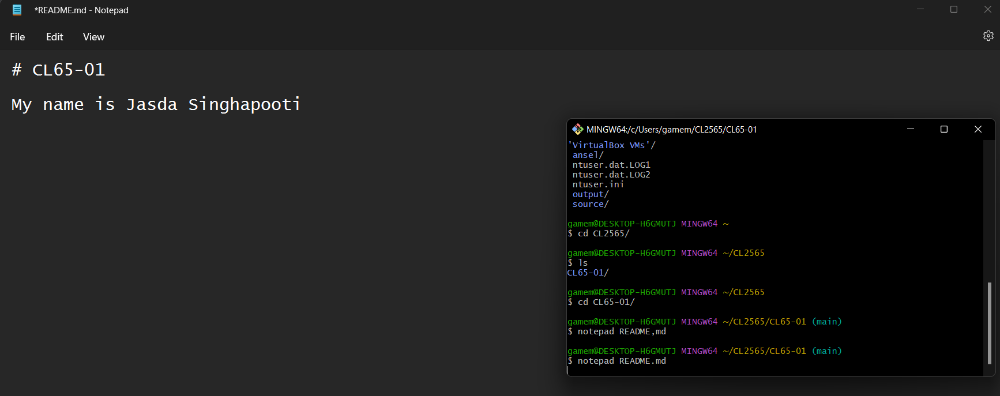 *README.md - Notepad
File Edit View
# CL65-01
My name is Jasda Singhapooti
MINGW64:/c/Users/gamem/CL2565/CL65-01
'VirtualBox VMs'/
ansel/
ntuser.dat.LOG1
ntuser.dat.LOG2
ntuser.ini
output/
source/
gamem@DESKTOP-H6GMUTJ MINGW64 ~
$ cd CL2565/
gamem@DESKTOP-H6GMUTJ MINGW64 ~/CL2565
$ ls
CL65-01/
gamem@DESKTOP-H6GMUTJ MINGW64 ~/CL2565
$ cd CL65-01/
gamem@DESKTOP-H6GMUTJ MINGW64 ~/CL2565/CL65-01 (main)
$ notepad README,md
gamem@DESKTOP-H6GMUTJ MINGW64 ~/CL2565/CL65-01 (main)
$ notepad README.md